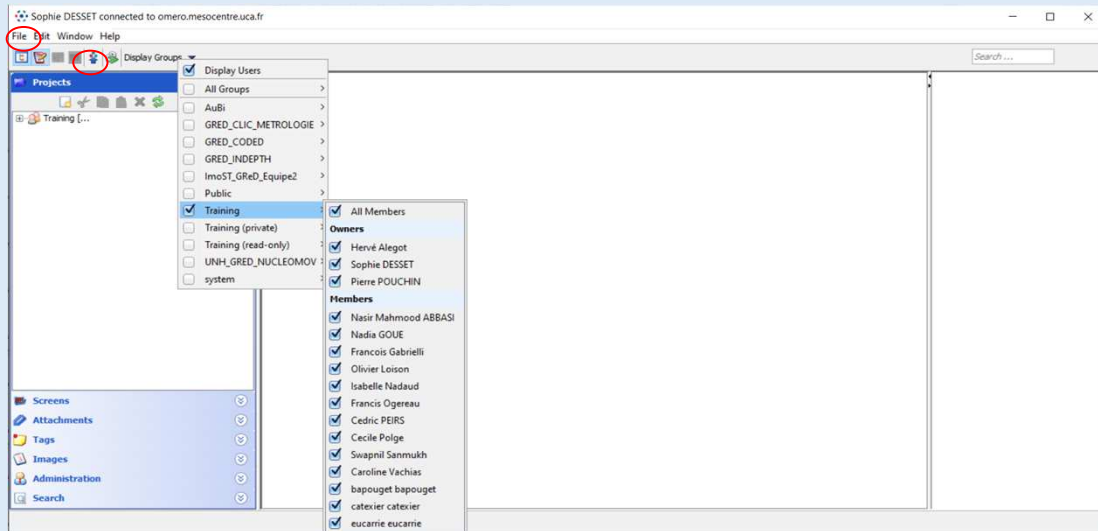 Sophie DESSET connected to omero.mesocentre.uca.fr
File Edit Window Help
Display Groups
Search ...
Projects
Training [...
Display Users
All Groups
AuBi
GRED_CLIC_METROLOGIE
GRED_CODED
GRED_INDEPTH
ImoST_GReD_Equipe2
Public
Training
Training (private)
Training (read-only)
UNH_GRED_NUCLEOMOV
system
All Members
Owners
Hervé Alegot
Sophie DESSET
Pierre POUCHIN
Members
Nasir Mahmood ABBASI
Nadia GOUE
Francois Gabrielli
Olivier Loison
Isabelle Nadaud
Francis Ogereau
Cedric PEIRS
Cecile Polge
Swapnil Sanmukh
Caroline Vachias
bapouget bapouget
catexier catexier
eucarrie eucarrie
Screens
Attachments
Tags
Images
Administration
Search